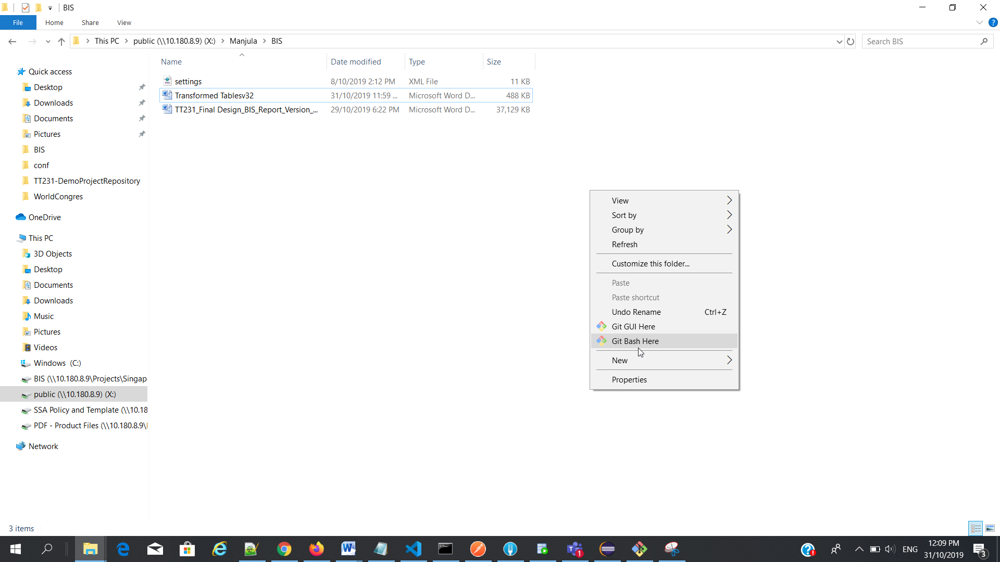 BIS
File Home Share View
This PC public (\\10.180.8.9) (X:) Manjula BIS
Search BIS
Name Date modified Type Size
settings 8/10/2019 2:12 PM XML File 11 KB
Transformed Tablesv32 31/10/2019 11:59 ... Microsoft Word D... 488 KB
TT231_Final Design_BIS_Report_Version_... 29/10/2019 6:22 PM Microsoft Word D... 37,129 KB
Quick access
Desktop
Downloads
Documents
Pictures
BIS
conf
TT231-DemoProjectRepository
WorldCongres
OneDrive
This PC
3D Objects
Desktop
Documents
Downloads
Music
Pictures
Videos
Windows (C:)
BIS (\\10.180.8.9\Projects\Singap
public (\\10.180.8.9) (X:)
SSA Policy and Template (\\10.18
PDF - Product Files (\\10.180.8.9\
Network
View
Sort by
Group by
Refresh
Customize this folder...
Paste
Paste shortcut
Undo Rename Ctrl+Z
Git GUI Here
Git Bash Here
New
Properties
3 items
1
ENG
12:09 PM
31/10/2019
3